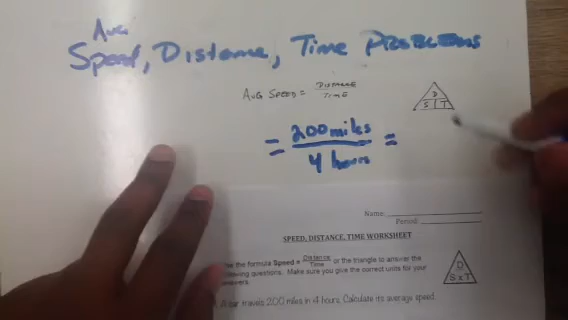 Avg
Speed, Distance, Time PROBLEMS
AVG SPEED = DISTANCE
TIME
D
S T
= 200 miles =
4 hours
Name:
Period:
SPEED, DISTANCE, TIME WORKSHEET
the formula Speed = Distance or the triangle to answer the
Time
questions. Make sure you give the correct units for your
answers.
D
S x T
car travels 200 miles in 4 hours. Calculate its average speed.